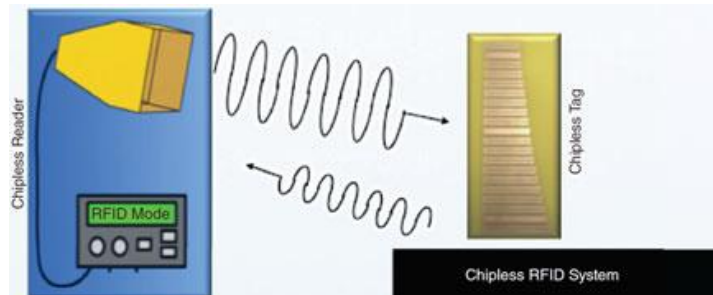 Chipless Reader
RFID Mode
Chipless Tag
Chipless RFID System